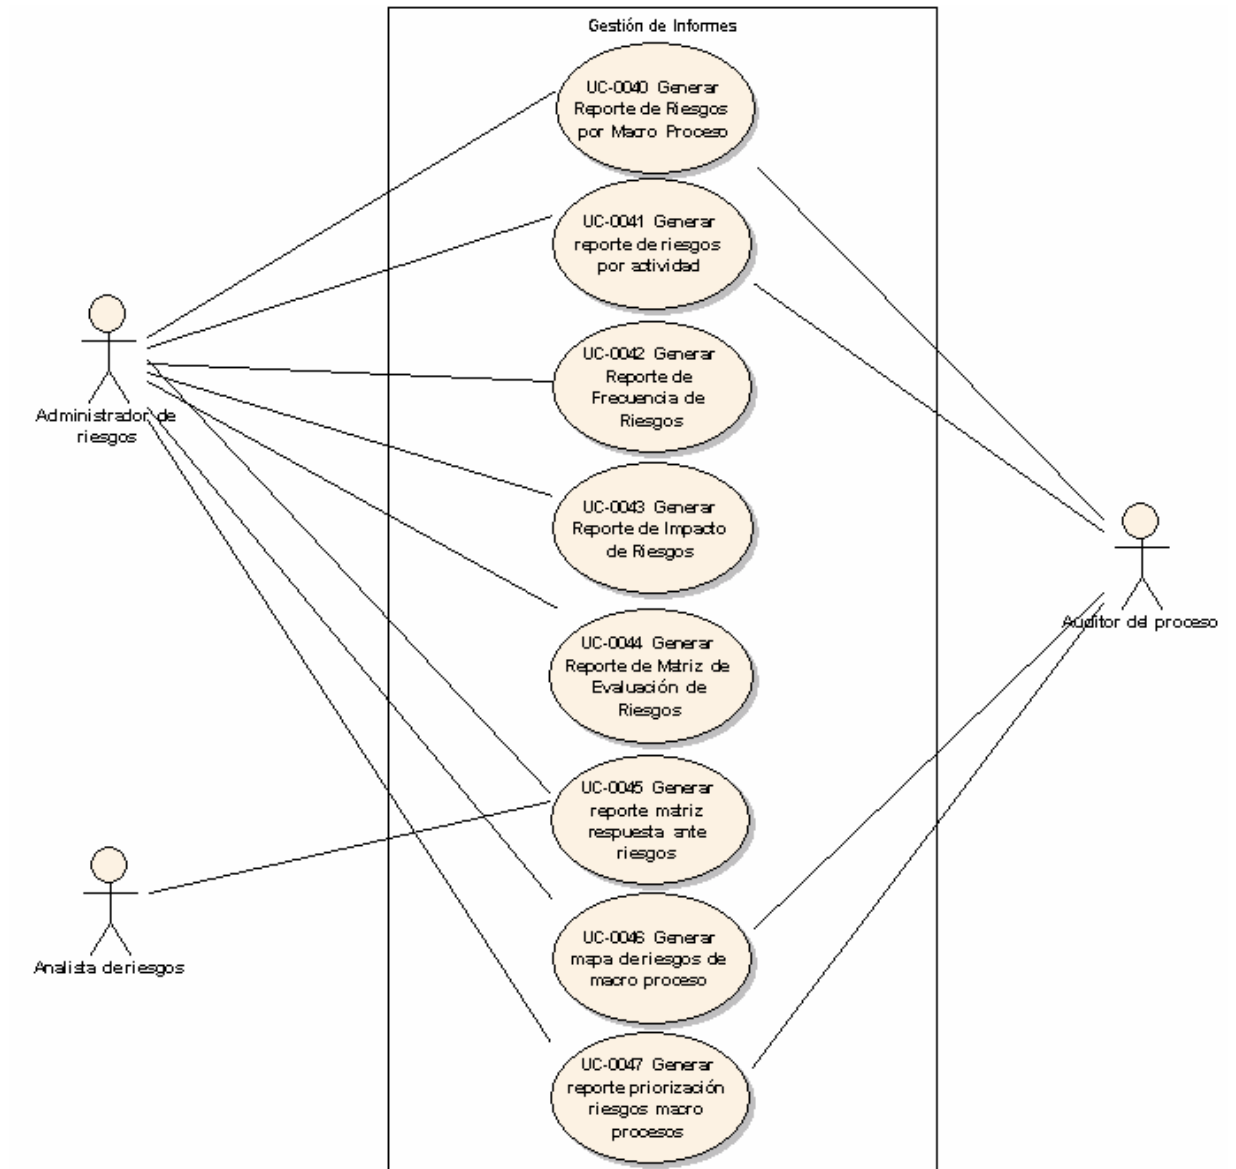 Gestión de Informes
UC-0040 Generar
Reporte de Riesgos
por Macro Proceso
UC-0041 Generar
reporte de riesgos
por actividad
UC-0042 Generar
Reporte de
Frecuencia de
Riesgos
Administrador de
riesgos
UC-0043 Generar
Reporte de Impacto
de Riesgos
Auditor del proceso
UC-0044 Generar
Reporte de Matriz de
Evaluación de
Riesgos
UC-0045 Generar
reporte matriz
respuesta ante
riesgos
Analista de riesgos
UC-0046 Generar
mapa de riesgos de
macro proceso
UC-0047 Generar
reporte priorización
riesgos macro
procesos